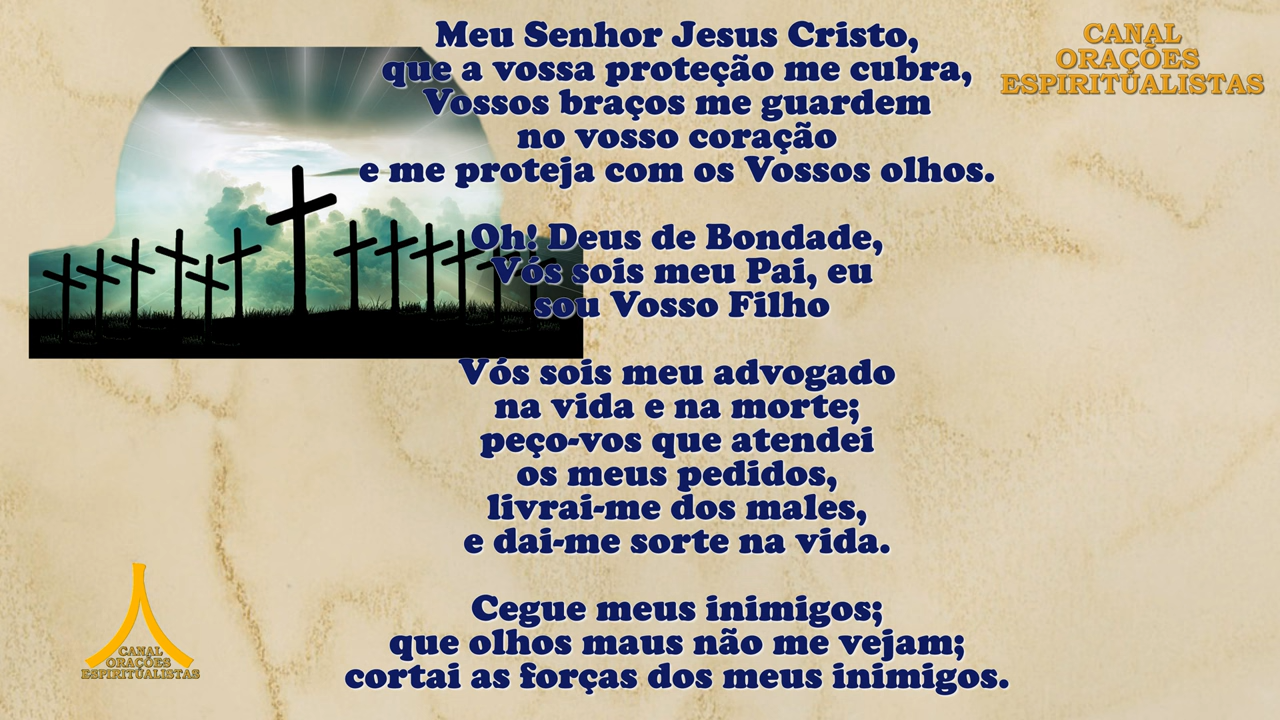 Meu Senhor Jesus Cristo,
que a vossa proteção me cubra,
Vossos braços me guardem
no vosso coração
e me proteja com os Vossos olhos.
Oh! Deus de Bondade,
Vós sois meu Pai, eu
sou Vosso Filho
Vós sois meu advogado
na vida e na morte;
peço-vos que atendei
os meus pedidos,
livrai-me dos males,
e dai-me sorte na vida.
Cegue meus inimigos;
que olhos maus não me vejam;
cortai as forças dos meus inimigos.
CANAL
ORAÇÕES
ESPIRITUALISTAS
CANAL
ORAÇÕES
ESPIRITUALISTAS